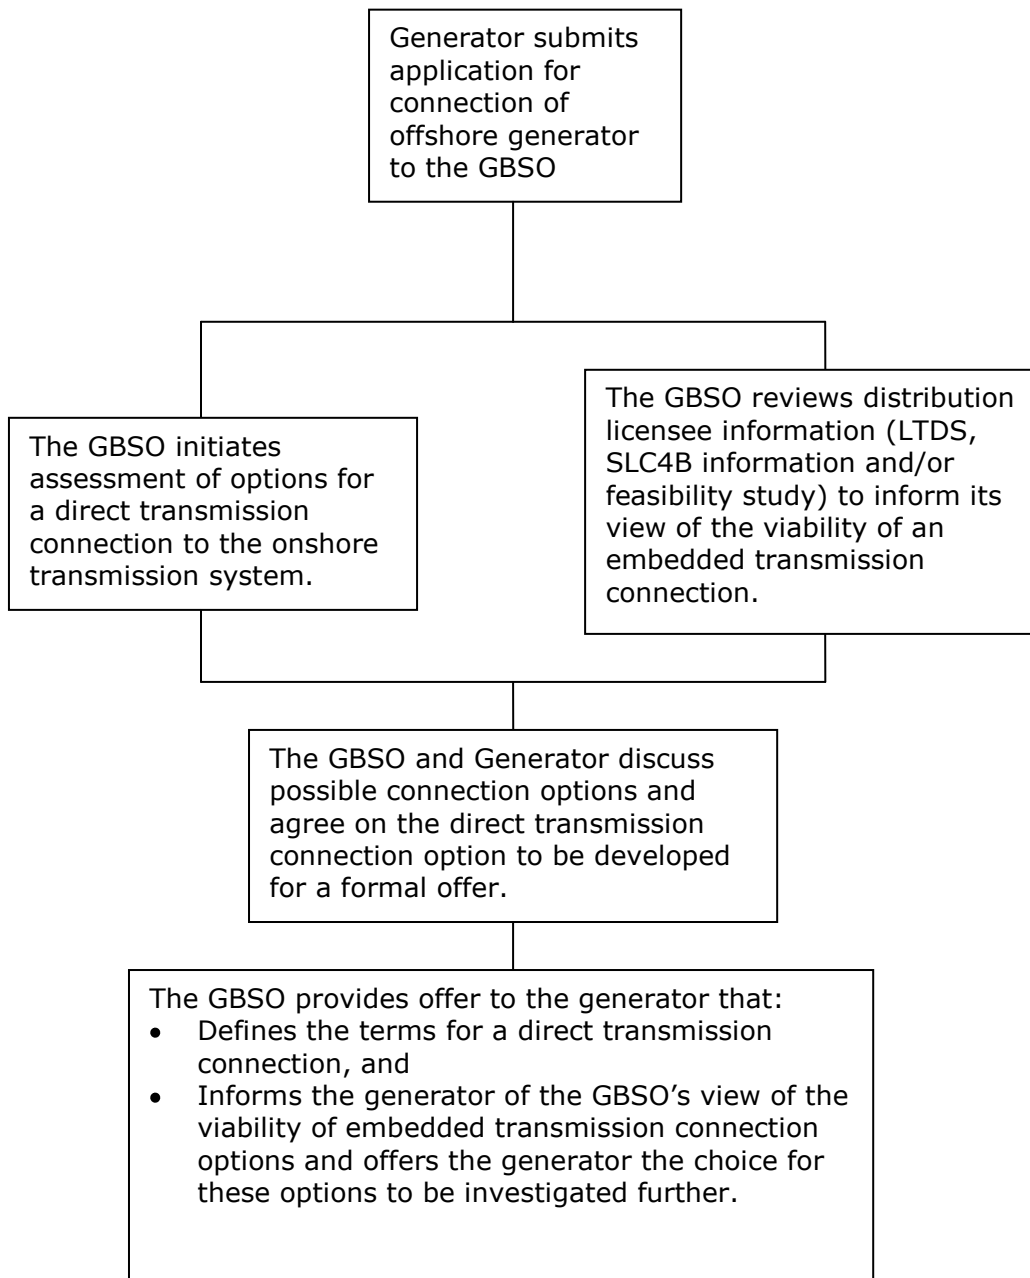 Generator submits
application for
connection of
offshore generator
to the GBSO
The GBSO initiates
assessment of options for
a direct transmission
connection to the onshore
transmission system.
The GBSO reviews distribution
licensee information (LTDS,
SLC4B information and/or
feasibility study) to inform its
view of the viability of an
embedded transmission
connection.
The GBSO and Generator discuss
possible connection options and
agree on the direct transmission
connection option to be developed
for a formal offer.
The GBSO provides offer to the generator that:
• Defines the terms for a direct transmission
connection, and
• Informs the generator of the GBSO’s view of the
viability of embedded transmission connection
options and offers the generator the choice for
these options to be investigated further.